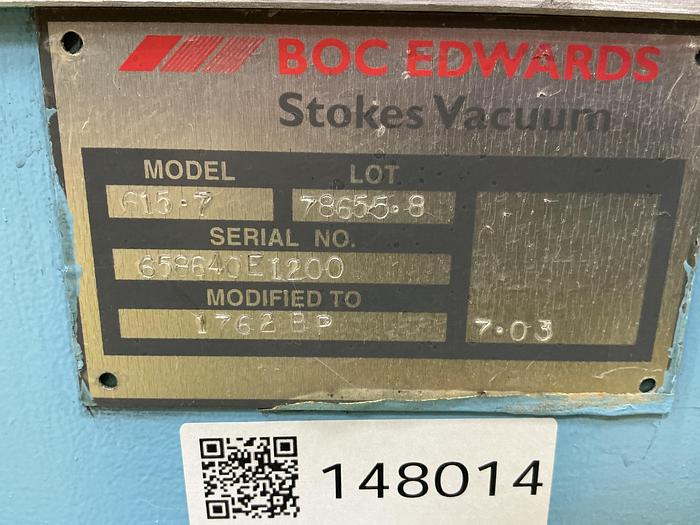 BOC EDWARDS
Stokes Vacuum
MODEL LOT
615-7 78655-8
SERIAL NO.
MODIFIED TO
1762 BP
7-03
148014